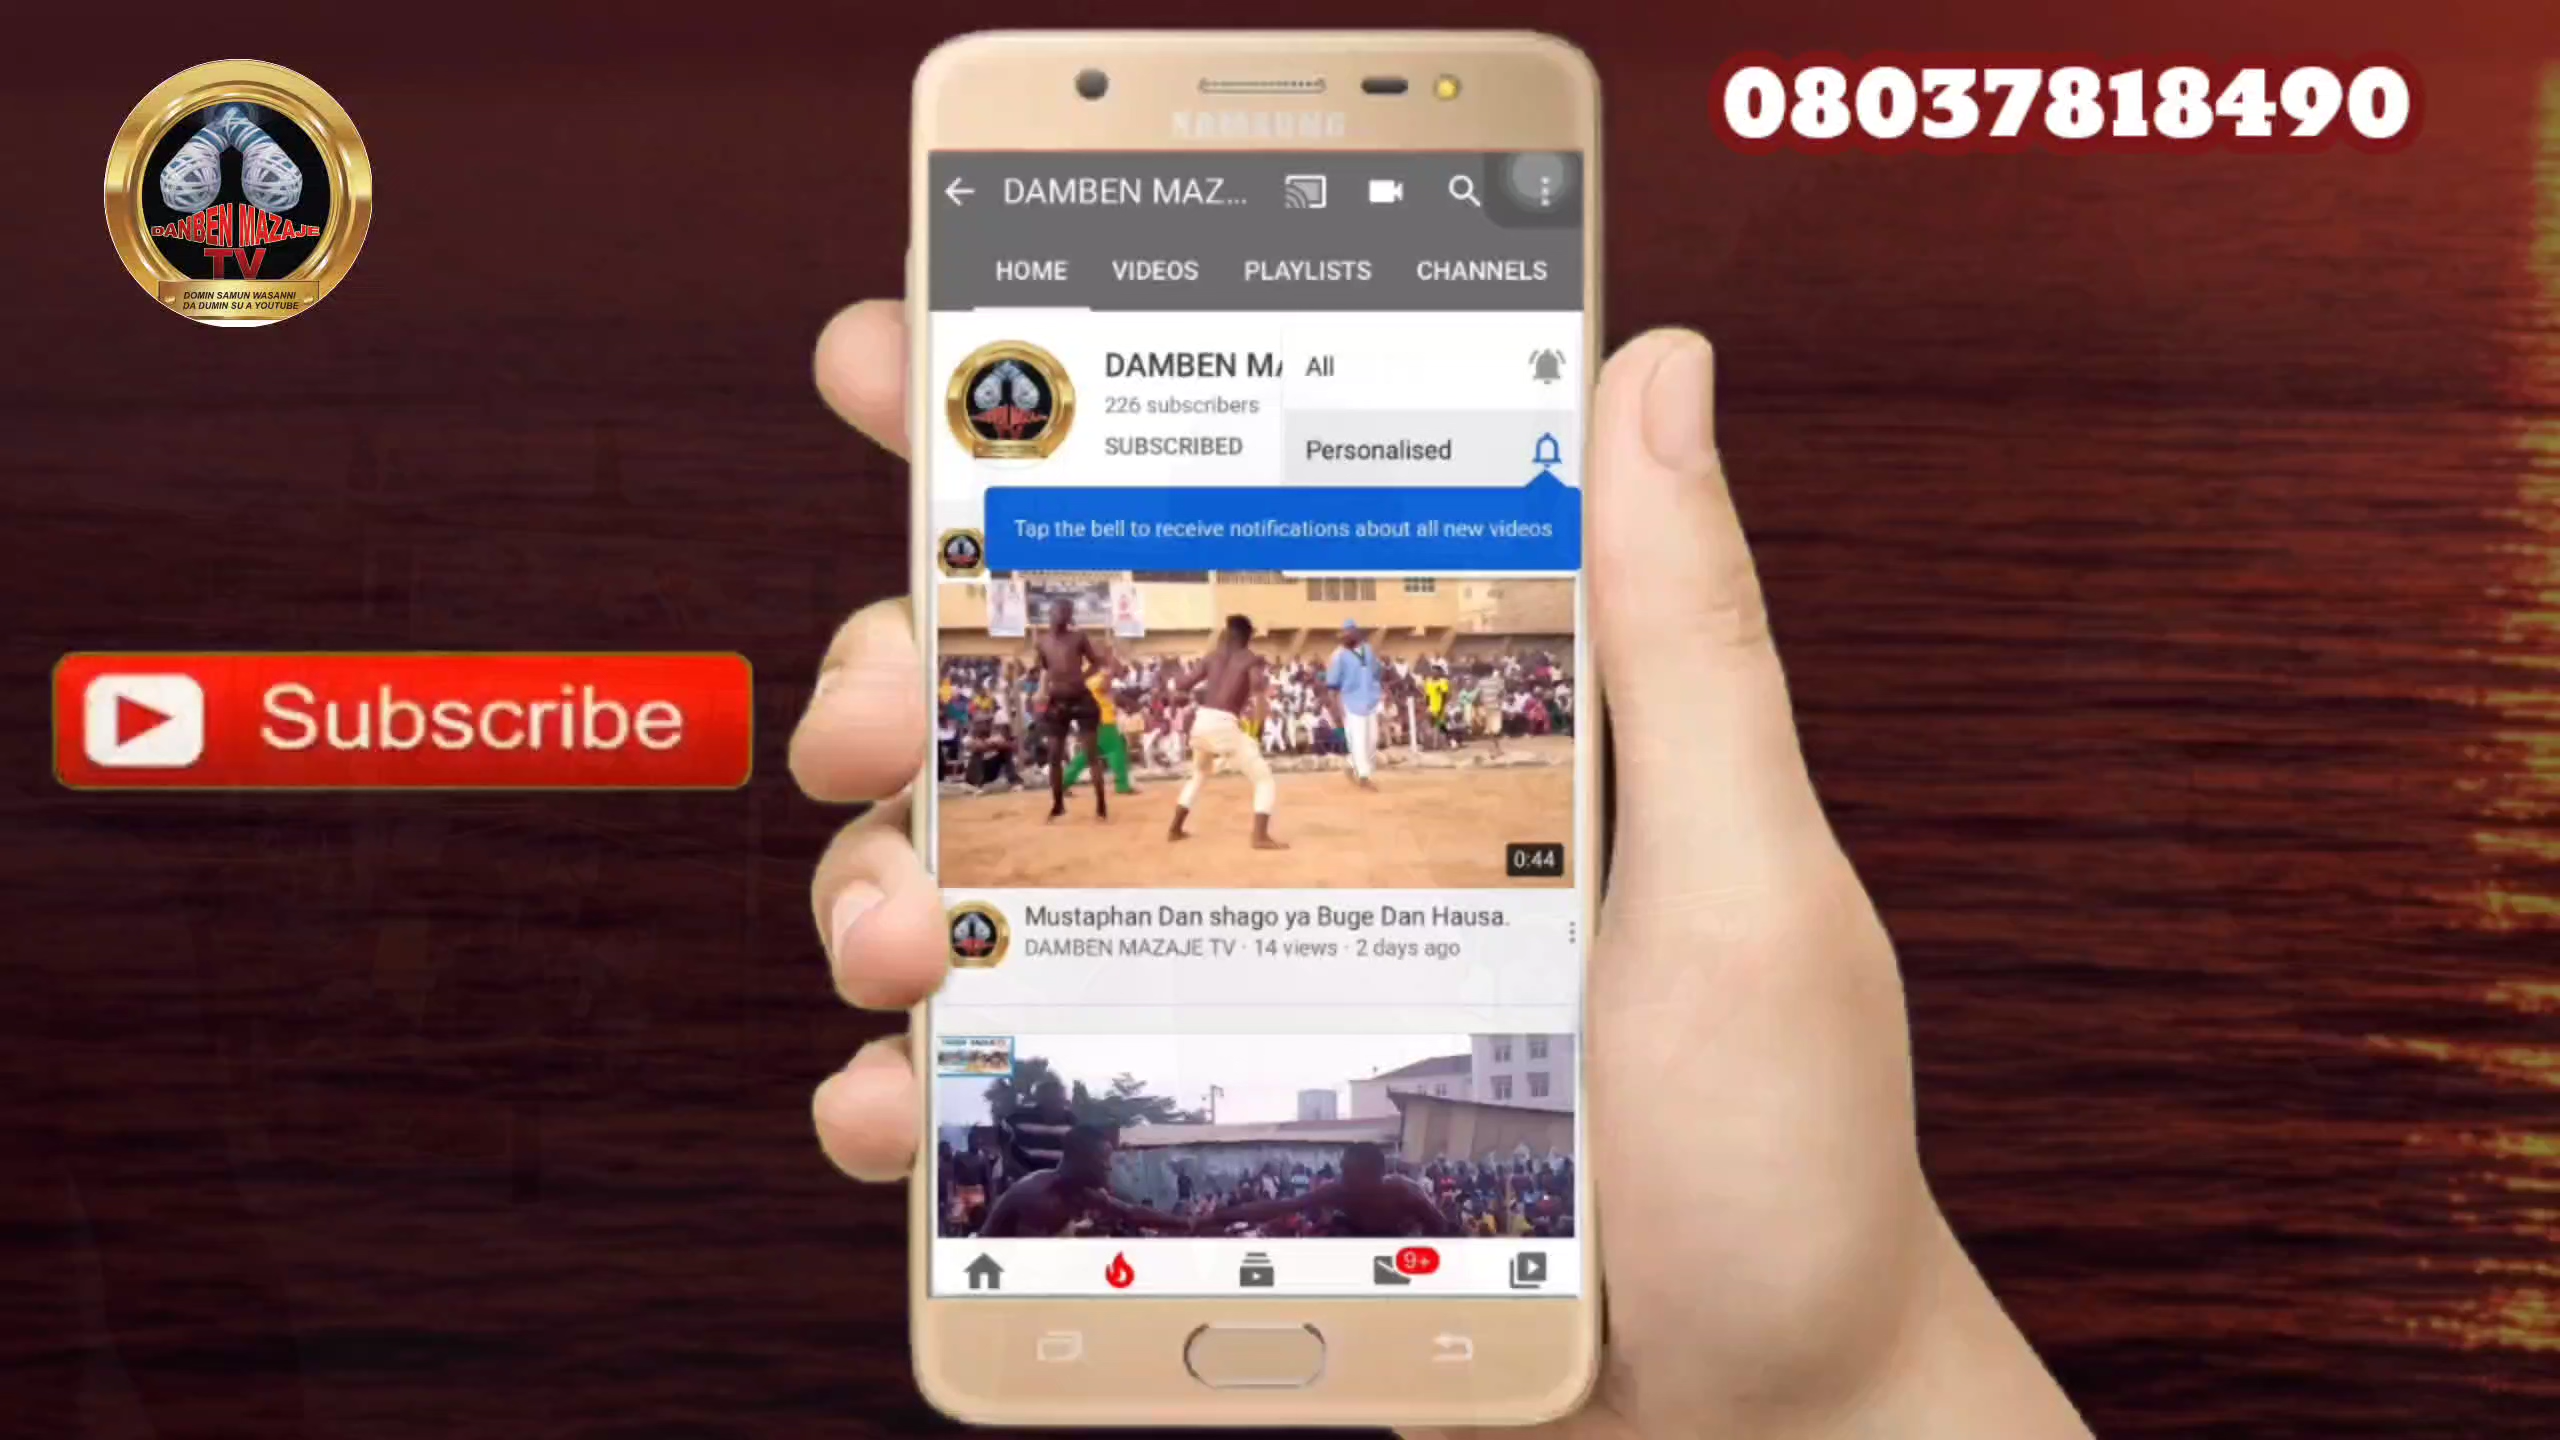 DANBEN MAZAJE
TV
DOMIN SAMUN WASANNI
DA DUMIN SU A YOUTUBE
08037818490
SAMSUNG
DAMBEN MAZ...
HOME VIDEOS PLAYLISTS CHANNELS
DAMBEN MA
226 subscribers
SUBSCRIBED
All
Personalised
Tap the bell to receive notifications about all new videos
Subscribe
0:44
Mustaphan Dan shago ya Buge Dan Hausa.
DAMBEN MAZAJE TV · 14 views · 2 days ago
9+